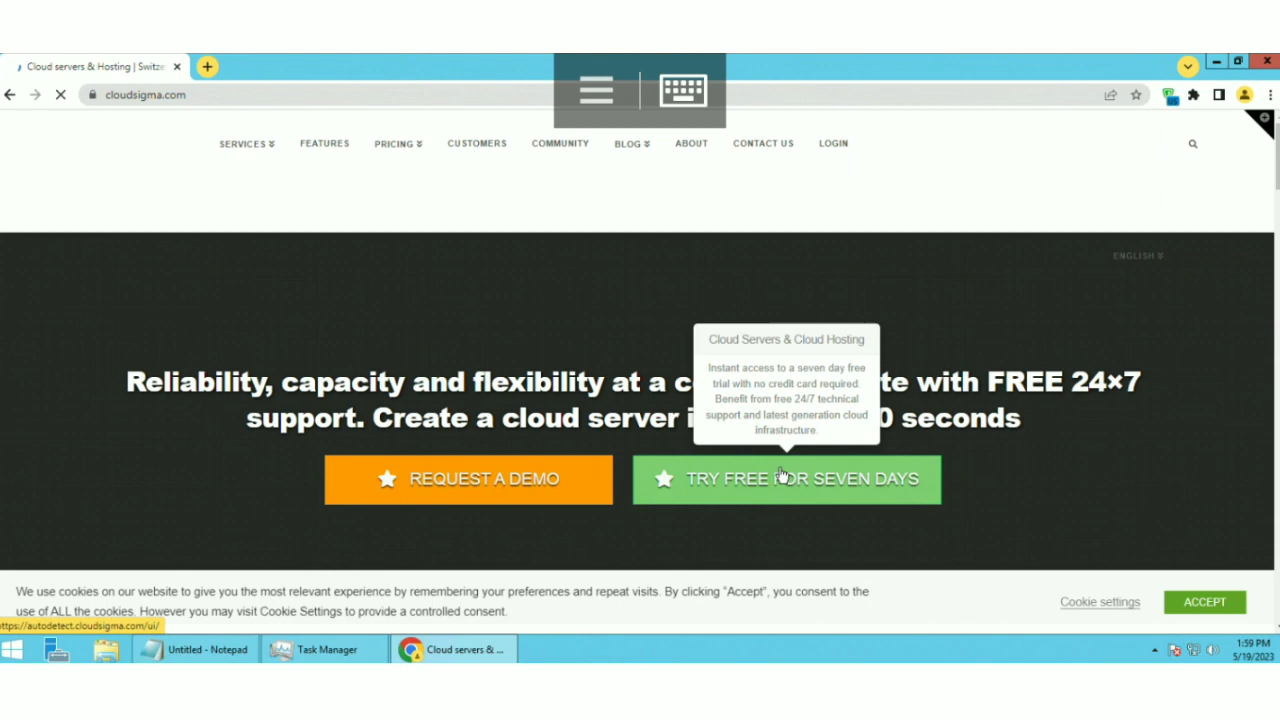 Cloud servers & Hosting | Switze
cloudsigma.com
US
SERVICES FEATURES PRICING CUSTOMERS COMMUNITY BLOG ABOUT CONTACT US LOGIN
ENGLISH
Cloud Servers & Cloud Hosting
Instant access to a seven day free
trial with no credit card required.
Benefit from free 24/7 technical
support and latest generation cloud
infrastructure.
Reliability, capacity and flexibility at a c te with FREE 24×7
support. Create a cloud server i 0 seconds
REQUEST A DEMO
TRY FREE FOR SEVEN DAYS
We use cookies on our website to give you the most relevant experience by remembering your preferences and repeat visits. By clicking "Accept", you consent to the
use of ALL the cookies. However you may visit Cookie Settings to provide a controlled consent.
Cookie settings
ACCEPT
ttps://autodetect.cloudsigma.com/ui/
Untitled - Notepad
Task Manager
Cloud servers & ...
1:59 PM
5/19/2023